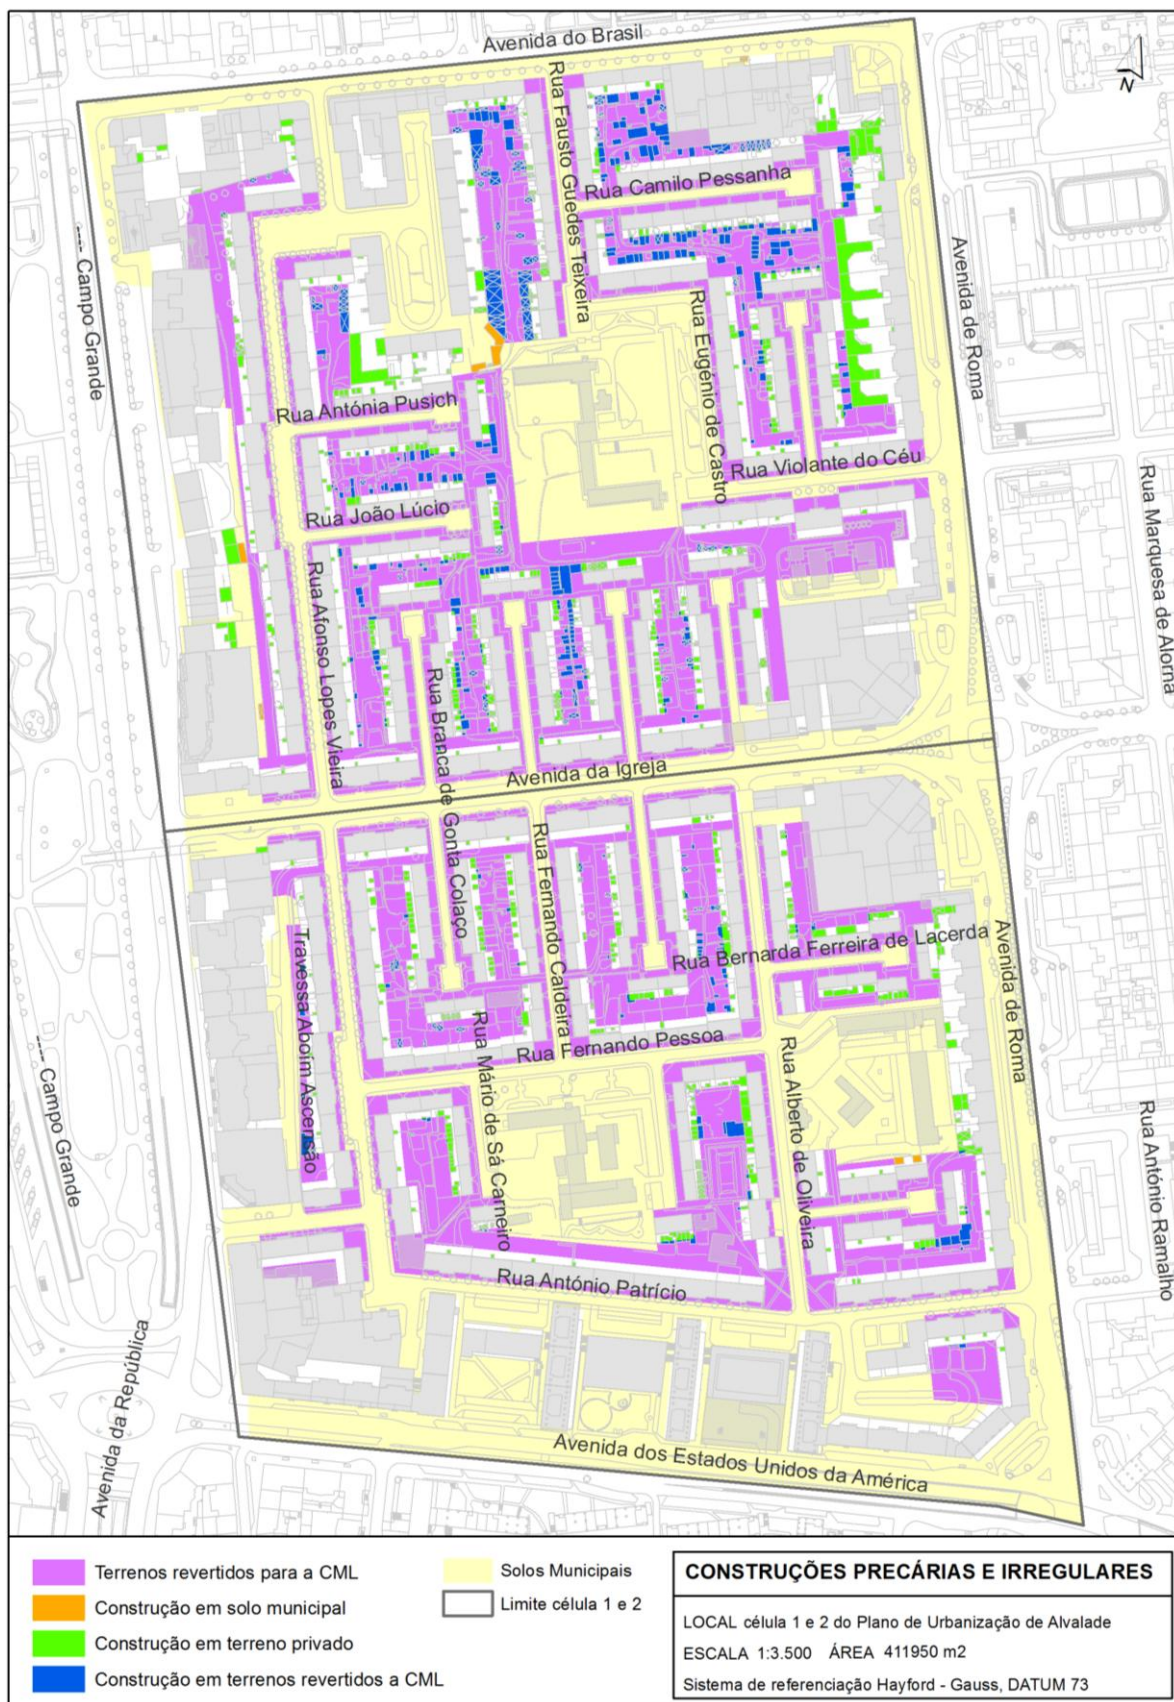 Avenida do Brasil
N
Rua Fausto Guedes Teixeira
Rua Camilo Pessanha
---- Campo Grande
Avenida de Roma
Rua Eugénio de Castro
Rua Antónia Pusich
Rua Violante do Céu
Rua João Lúcio
Rua Marquesa de Alorna
Rua Afonso Lopes Vieira
Rua Branca de Gonta Colaço
Avenida da Igreja
Rua Fernando Caldeira
Rua Bernarda Ferreira de Lacerda
Travessa Aboim Ascensão
Avenida de Roma
Rua Mário de Sá Carneiro
Rua Fernando Pessoa
Rua Alberto de Oliveira
---- Campo Grande
Rua António Ramalho
Rua António Patrício
Avenida da República
Avenida dos Estados Unidos da América
Terrenos revertidos para a CML
Construção em solo municipal
Construção em terreno privado
Construção em terrenos revertidos a CML
Solos Municipais
Limite célula 1 e 2
CONSTRUÇÕES PRECÁRIAS E IRREGULARES
LOCAL célula 1 e 2 do Plano de Urbanização de Alvalade
ESCALA 1:3.500 ÁREA 411950 m2
Sistema de referenciação Hayford - Gauss, DATUM 73